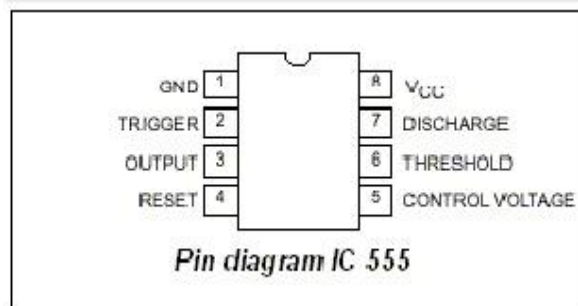 GND 1 8 VCC
TRIGGER 2 7 DISCHARGE
OUTPUT 3 6 THRESHOLD
RESET 4 5 CONTROL VOLTAGE
Pin diagram IC 555